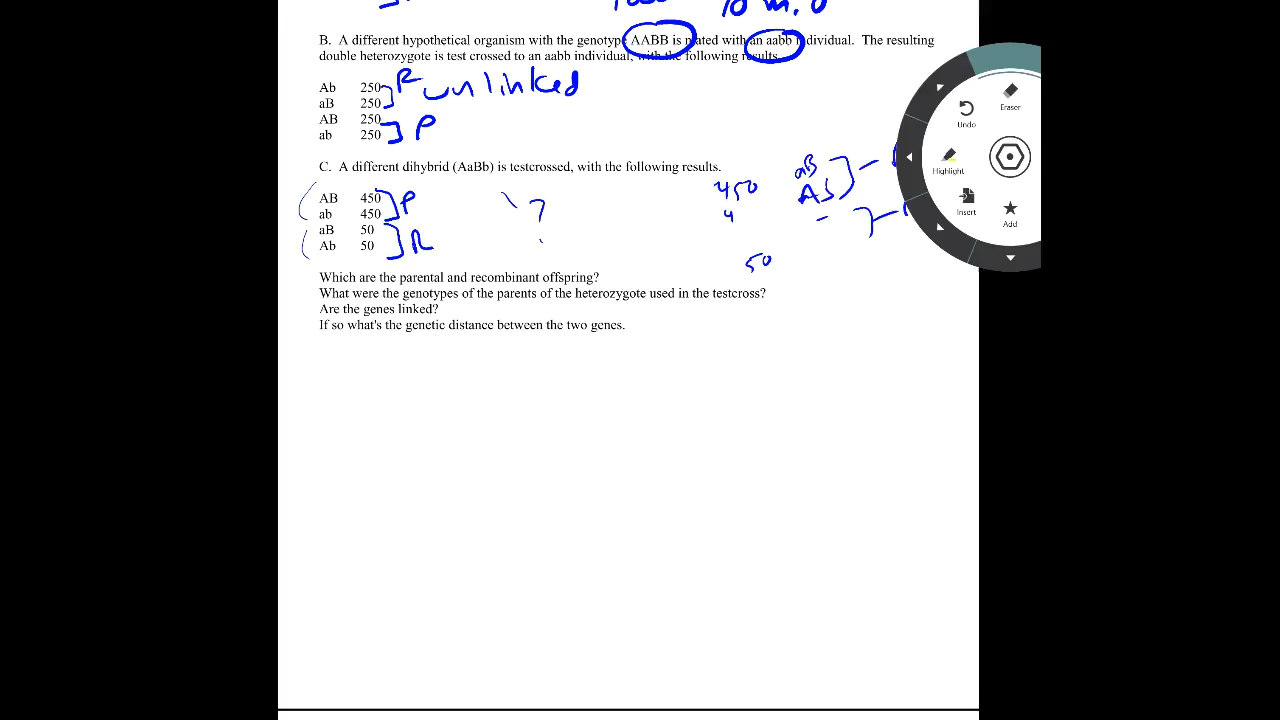 B. A different hypothetical organism with the genotype AABB is mated with an aabb individual. The resulting
double heterozygote is test crossed to an aabb individual, with the following results.
Ab 250 R unlinked
aB 250
AB 250 P
ab 250
C. A different dihybrid (AaBb) is testcrossed, with the following results.
AB 450 P
ab 450
aB 50 R
Ab 50
?
450 aB
4 Ab
50
Which are the parental and recombinant offspring?
What were the genotypes of the parents of the heterozygote used in the testcross?
Are the genes linked?
If so what's the genetic distance between the two genes.
Eraser
Undo
Highlight
Insert
Add